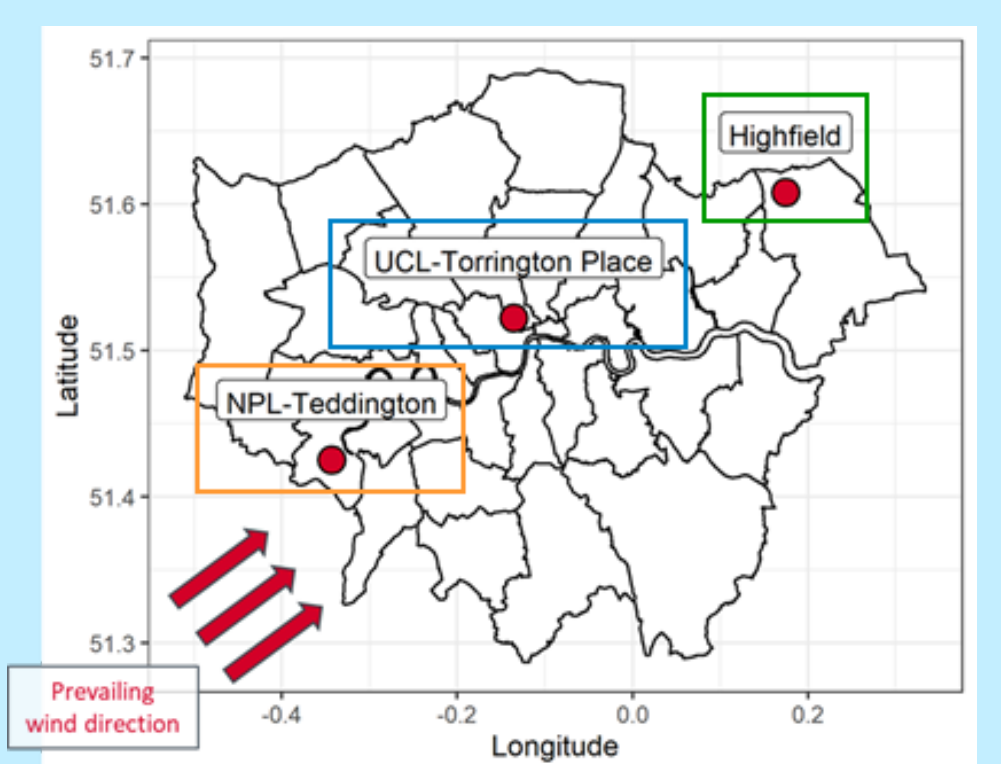 51.7
Highfield
51.6
UCL-Torrington Place
51.5
Latitude
NPL-Teddington
51.4
51.3
Prevailing
wind direction
-0.4
-0.2
0.0
0.2
Longitude